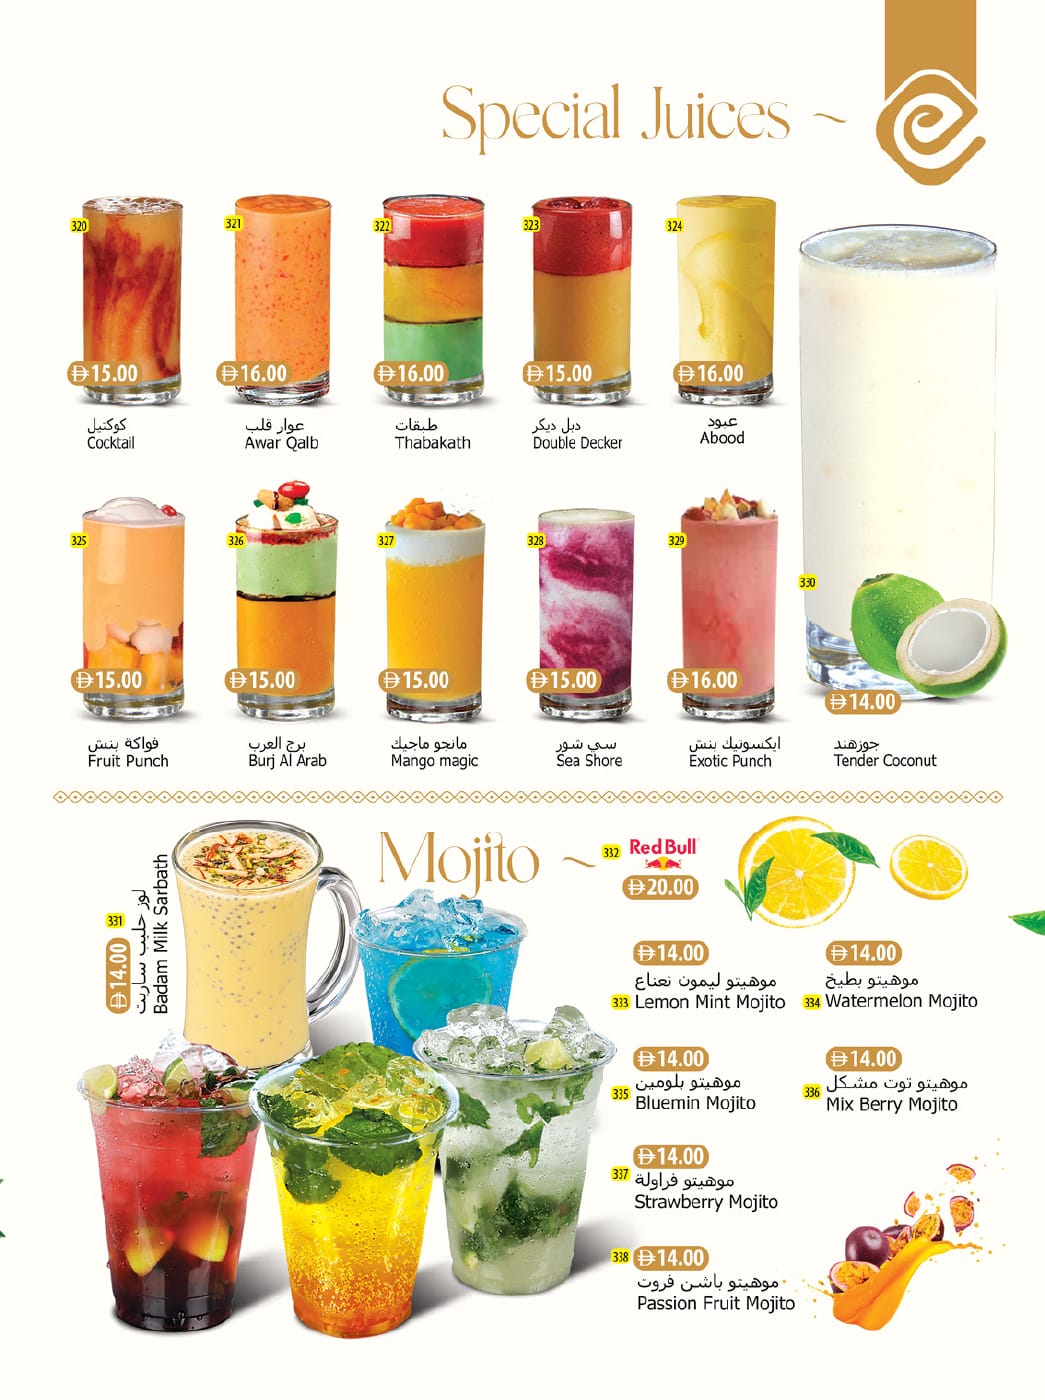 Special Juices ~
320
15.00
كوكتيل
Cocktail
321
16.00
عوار قلب
Awar Qalb
322
16.00
طبقات
Thabakath
323
15.00
دبل ديكر
Double Decker
324
16.00
عبود
Abood
325
15.00
فواكة بنش
Fruit Punch
326
15.00
برج العرب
Burj Al Arab
327
15.00
مانجو ماجيك
Mango magic
328
15.00
سي شور
Sea Shore
329
16.00
ايكسوتيك بنش
Exotic Punch
330
14.00
جوزهند
Tender Coconut
Mojito ~
331
14.00
لوز حليب ساربت
Badam Milk Sarbath
332
Red Bull
20.00
14.00
موهيتو ليمون نعناع
333 Lemon Mint Mojito
14.00
موهيتو بطيخ
334 Watermelon Mojito
14.00
موهيتو بلومين
335 Bluemin Mojito
14.00
موهيتو توت مشكل
336 Mix Berry Mojito
14.00
337 موهيتو فراولة
Strawberry Mojito
338 14.00
موهيتو باشن فروت
Passion Fruit Mojito